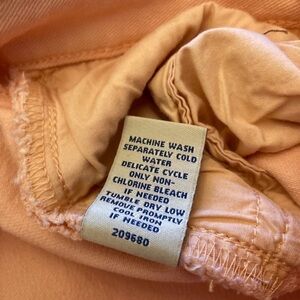 MACHINE WASH
SEPARATELY COLD
WATER
DELICATE CYCLE
ONLY NON-
CHLORINE BLEACH
IF NEEDED
TUMBLE DRY LOW
REMOVE PROMPTLY
COOL IRON
IF NEEDED
209680